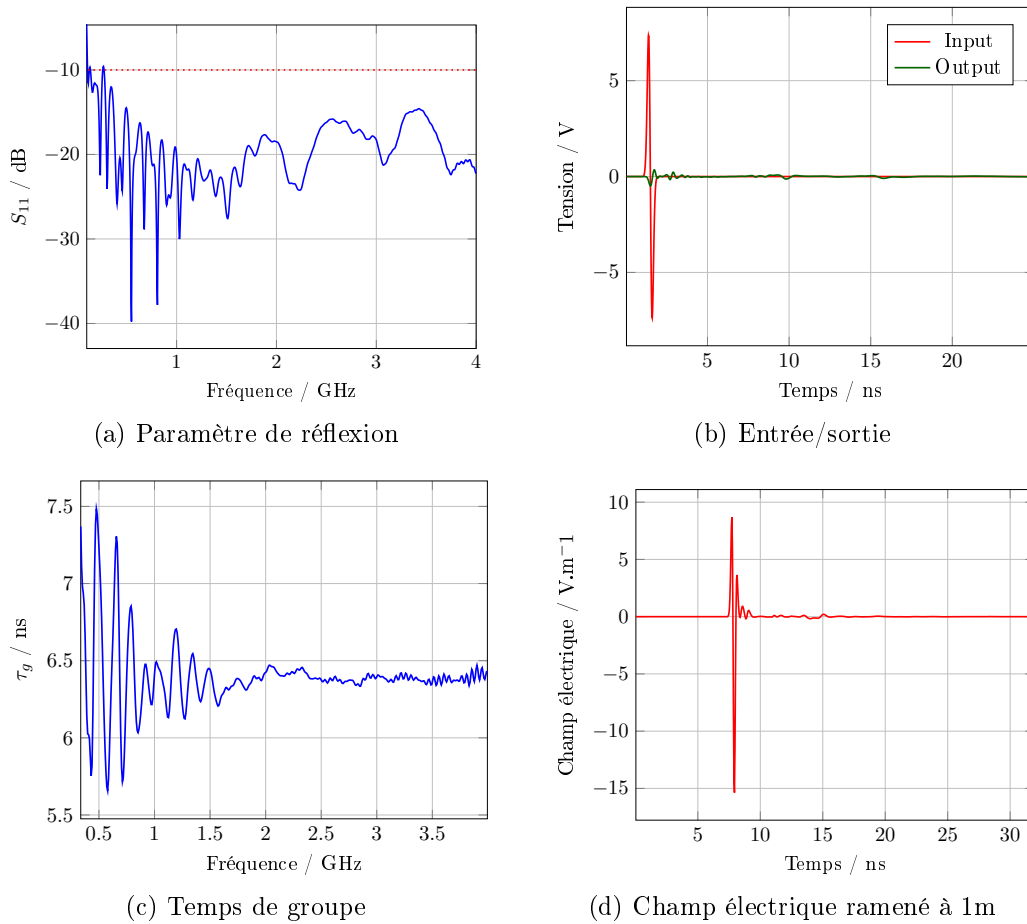 −10
−20
−30
−40
S11 / dB
1 2 3 4
Fréquence / GHz
(a) Paramètre de réflexion
Input
Output
5
0
−5
Tension / V
5 10 15 20
Temps / ns
(b) Entrée/sortie
7.5
7
6.5
6
5.5
τg / ns
0.5 1 1.5 2 2.5 3 3.5
Fréquence / GHz
(c) Temps de groupe
10
5
0
−5
−10
−15
Champ électrique / V.m−1
5 10 15 20 25 30
Temps / ns
(d) Champ électrique ramené à 1m